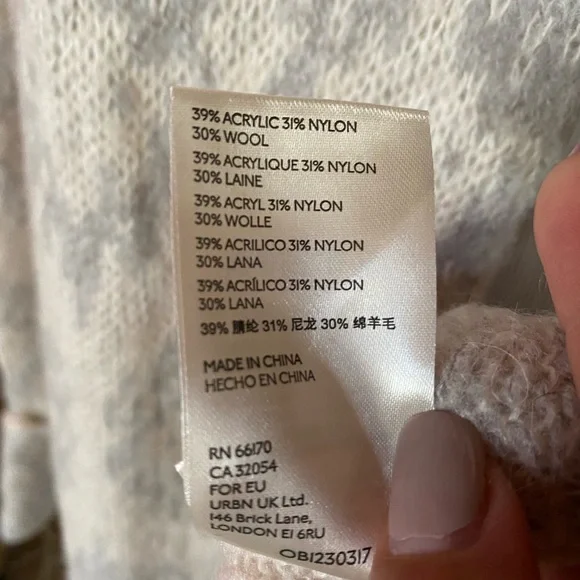 39% ACRYLIC 31% NYLON
30% WOOL
39% ACRYLIQUE 31% NYLON
30% LAINE
39% ACRYL 31% NYLON
30% WOLLE
39% ACRILICO 31% NYLON
30% LANA
39% ACRÍLICO 31% NYLON
30% LANA
39% 腈纶 31% 尼龙 30% 绵羊毛
MADE IN CHINA
HECHO EN CHINA
RN 66170
CA 32054
FOR EU
URBN UK Ltd.
146 Brick Lane,
LONDON E1 6RU
OB1230317